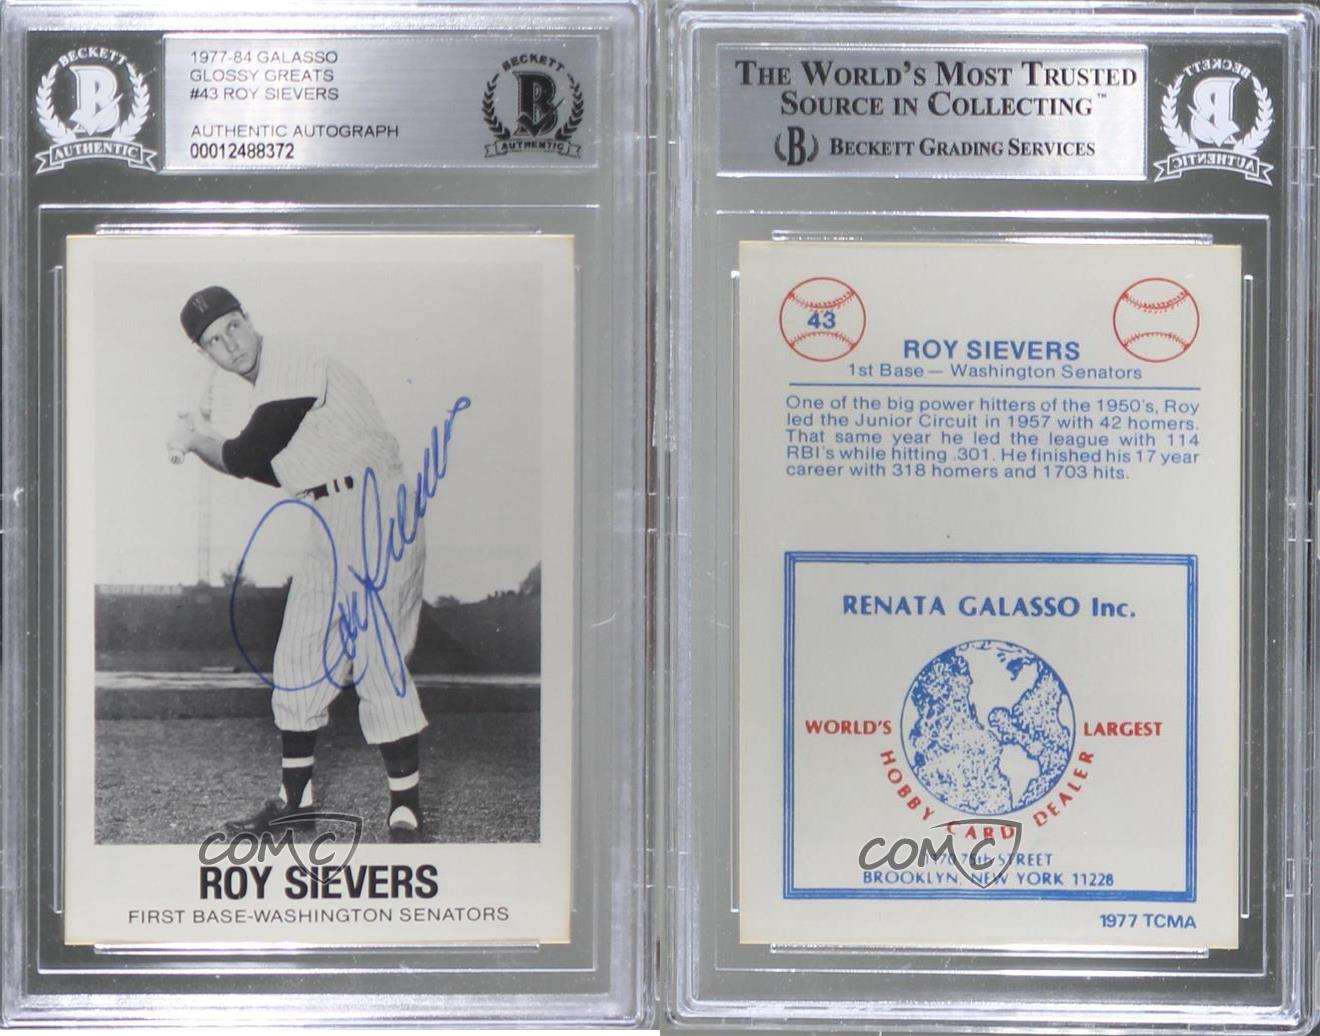 BECKETT
B
AUTHENTIC
1977-84 GALASSO
GLOSSY GREATS
#43 ROY SIEVERS
AUTHENTIC AUTOGRAPH
00012488372
BECKETT
B
AUTHENTIC
W
Roy Sievers
COMC
ROY SIEVERS
FIRST BASE-WASHINGTON SENATORS
THE WORLD'S MOST TRUSTED
SOURCE IN COLLECTING™
B BECKETT GRADING SERVICES
BECKETT
B
AUTHENTIC
43
ROY SIEVERS
1st Base — Washington Senators
One of the big power hitters of the 1950's, Roy
led the Junior Circuit in 1957 with 42 homers.
That same year he led the league with 114
RBI's while hitting .301. He finished his 17 year
career with 318 homers and 1703 hits.
RENATA GALASSO Inc.
WORLD'S LARGEST
HOBBY CARD DEALER
COMC
75th STREET
BROOKLYN, NEW YORK 11228
1977 TCMA